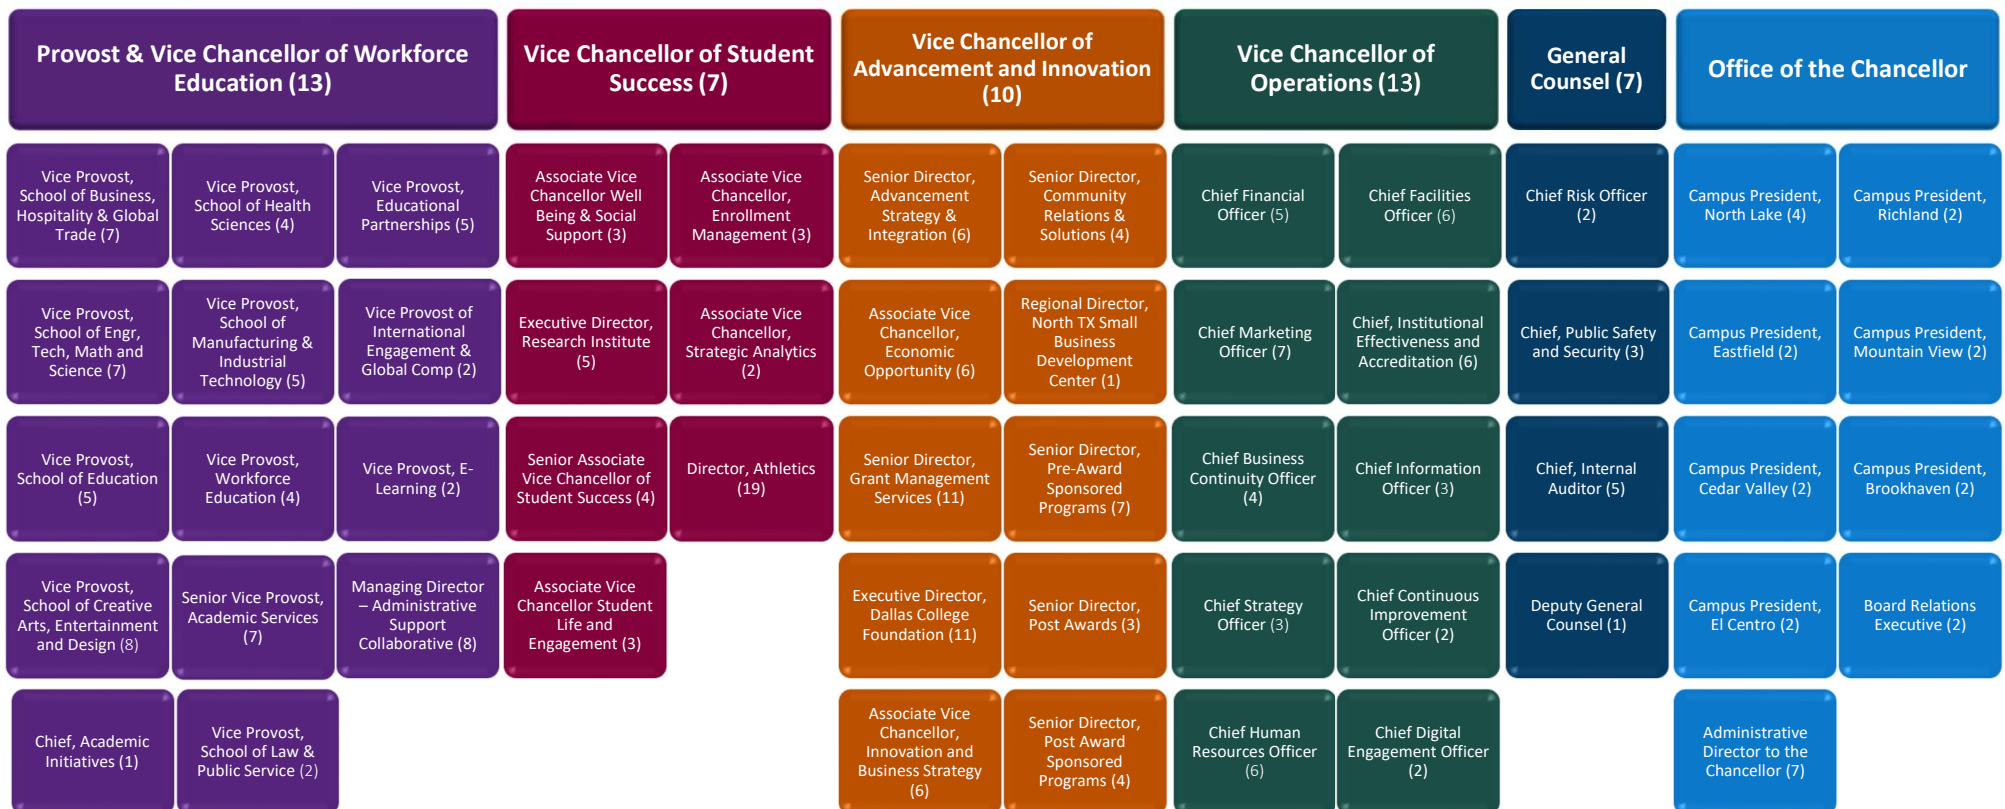 Provost & Vice Chancellor of Workforce
Education (13)
Vice Chancellor of Student
Success (7)
Vice Chancellor of
Advancement and Innovation
(10)
Vice Chancellor of
Operations (13)
General
Counsel (7)
Office of the Chancellor
Vice Provost,
School of Business,
Hospitality & Global
Trade (7)
Vice Provost,
School of Health
Sciences (4)
Vice Provost,
Educational
Partnerships (5)
Associate Vice
Chancellor Well
Being & Social
Support (3)
Associate Vice
Chancellor,
Enrollment
Management (3)
Senior Director,
Advancement
Strategy &
Integration (6)
Senior Director,
Community
Relations &
Solutions (4)
Chief Financial
Officer (5)
Chief Facilities
Officer (6)
Chief Risk Officer
(2)
Campus President,
North Lake (4)
Campus President,
Richland (2)
Vice Provost,
School of Engr,
Tech, Math and
Science (7)
Vice Provost,
School of
Manufacturing &
Industrial
Technology (5)
Vice Provost of
International
Engagement &
Global Comp (2)
Executive Director,
Research Institute
(5)
Associate Vice
Chancellor,
Strategic Analytics
(2)
Associate Vice
Chancellor,
Economic
Opportunity (6)
Regional Director,
North TX Small
Business
Development
Center (1)
Chief Marketing
Officer (7)
Chief, Institutional
Effectiveness and
Accreditation (6)
Chief, Public Safety
and Security (3)
Campus President,
Eastfield (2)
Campus President,
Mountain View (2)
Vice Provost,
School of Education
(5)
Vice Provost,
Workforce
Education (4)
Vice Provost, E-
Learning (2)
Senior Associate
Vice Chancellor of
Student Success (4)
Director, Athletics
(19)
Senior Director,
Grant Management
Services (11)
Senior Director,
Pre-Award
Sponsored
Programs (7)
Chief Business
Continuity Officer
(4)
Chief Information
Officer (3)
Chief, Internal
Auditor (5)
Campus President,
Cedar Valley (2)
Campus President,
Brookhaven (2)
Vice Provost,
School of Creative
Arts, Entertainment
and Design (8)
Senior Vice Provost,
Academic Services
(7)
Managing Director
– Administrative
Support
Collaborative (8)
Associate Vice
Chancellor Student
Life and
Engagement (3)
Executive Director,
Dallas College
Foundation (11)
Senior Director,
Post Awards (3)
Chief Strategy
Officer (3)
Chief Continuous
Improvement
Officer (2)
Deputy General
Counsel (1)
Campus President,
El Centro (2)
Board Relations
Executive (2)
Chief, Academic
Initiatives (1)
Vice Provost,
School of Law &
Public Service (2)
Associate Vice
Chancellor,
Innovation and
Business Strategy
(6)
Senior Director,
Post Award
Sponsored
Programs (4)
Chief Human
Resources Officer
(6)
Chief Digital
Engagement Officer
(2)
Administrative
Director to the
Chancellor (7)